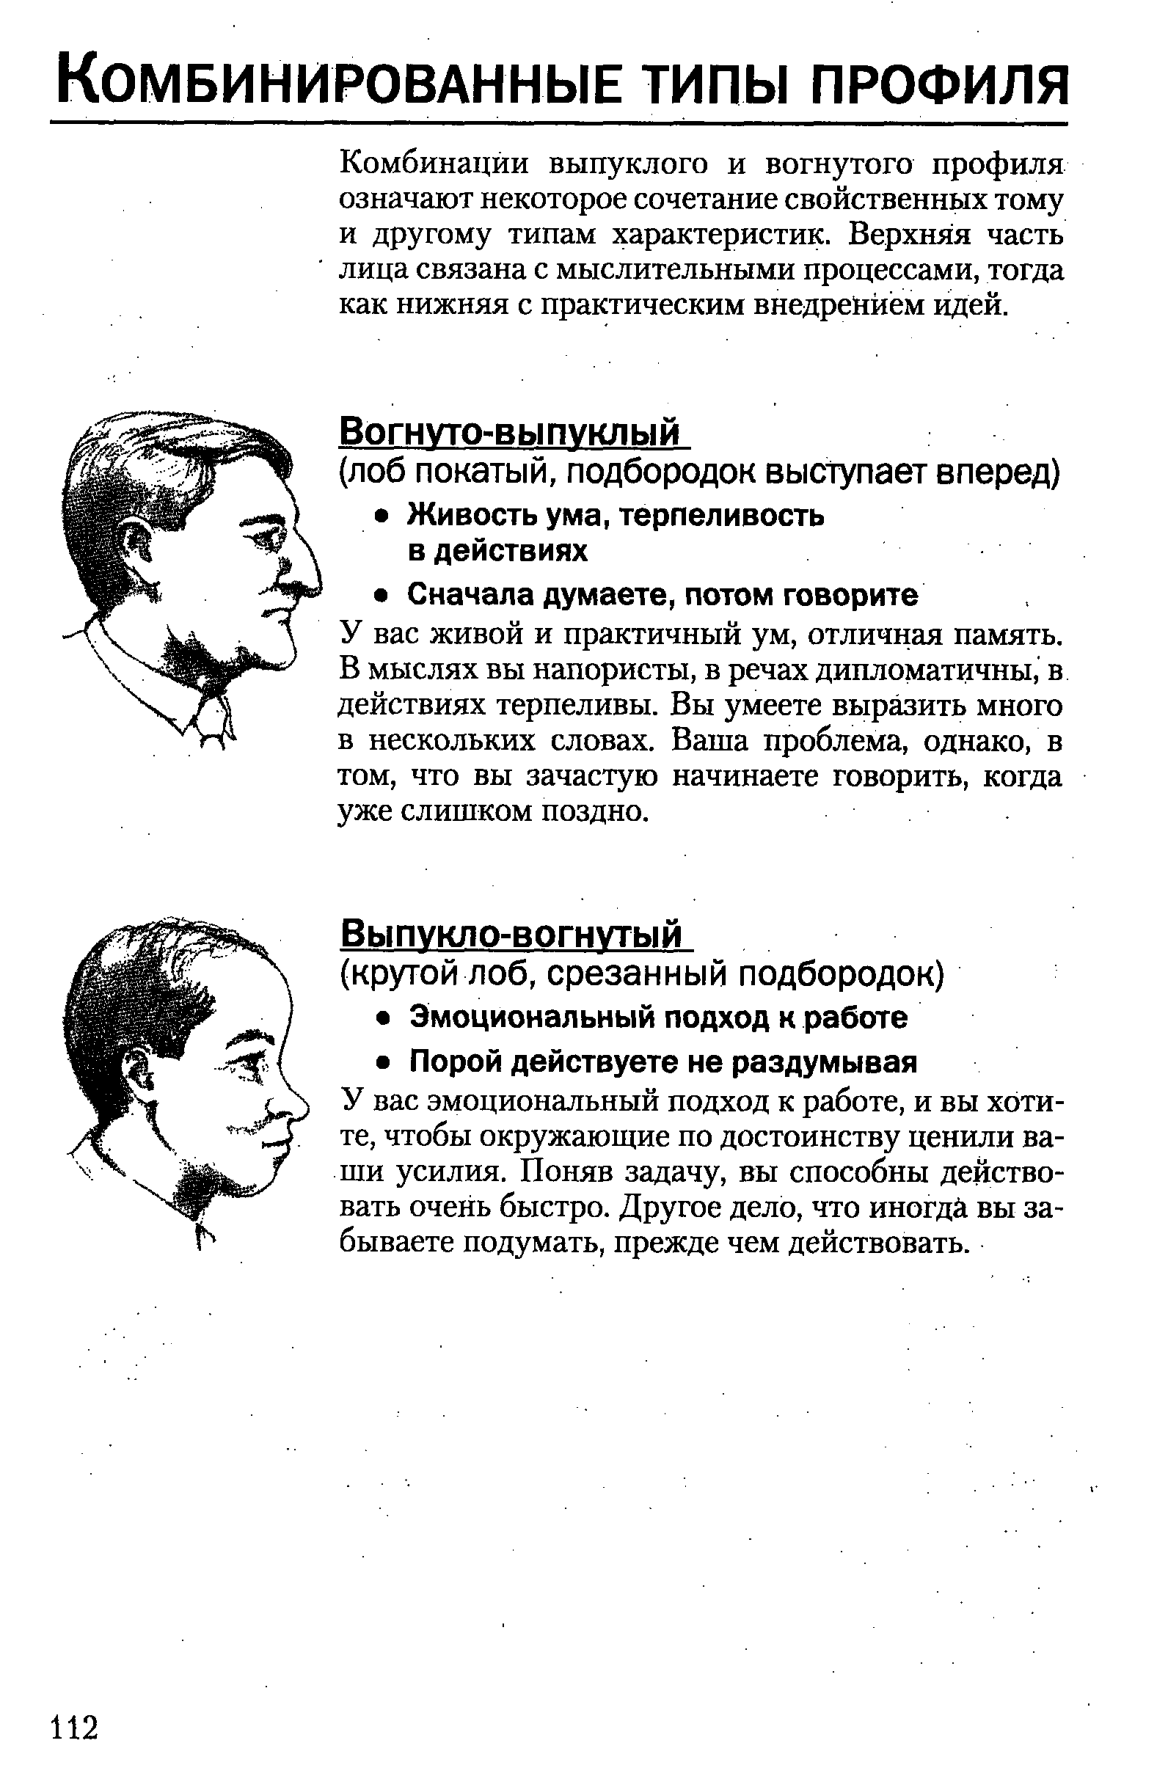 КОМБИНИРОВАННЫЕ ТИПЫ ПРОФИЛЯ
Комбинации выпуклого и вогнутого профиля
означают некоторое сочетание свойственных тому
и другому типам характеристик. Верхняя часть
лица связана с мыслительными процессами, тогда
как нижняя с практическим внедрением идей.
Вогнуто-выпуклый
(лоб покатый, подбородок выступает вперед)
• Живость ума, терпеливость
в действиях
• Сначала думаете, потом говорите
У вас живой и практичный ум, отличная память.
В мыслях вы напористы, в речах дипломатичны, в
действиях терпеливы. Вы умеете выразить много
в нескольких словах. Ваша проблема, однако, в
том, что вы зачастую начинаете говорить, когда
уже слишком поздно.
Выпукло-вогнутый
(крутой лоб, срезанный подбородок)
• Эмоциональный подход к работе
• Порой действуете не раздумывая
У вас эмоциональный подход к работе, и вы хоти-
те, чтобы окружающие по достоинству ценили ва-
ши усилия. Поняв задачу, вы способны действо-
вать очень быстро. Другое дело, что иногда вы за-
бываете подумать, прежде чем действовать.
112